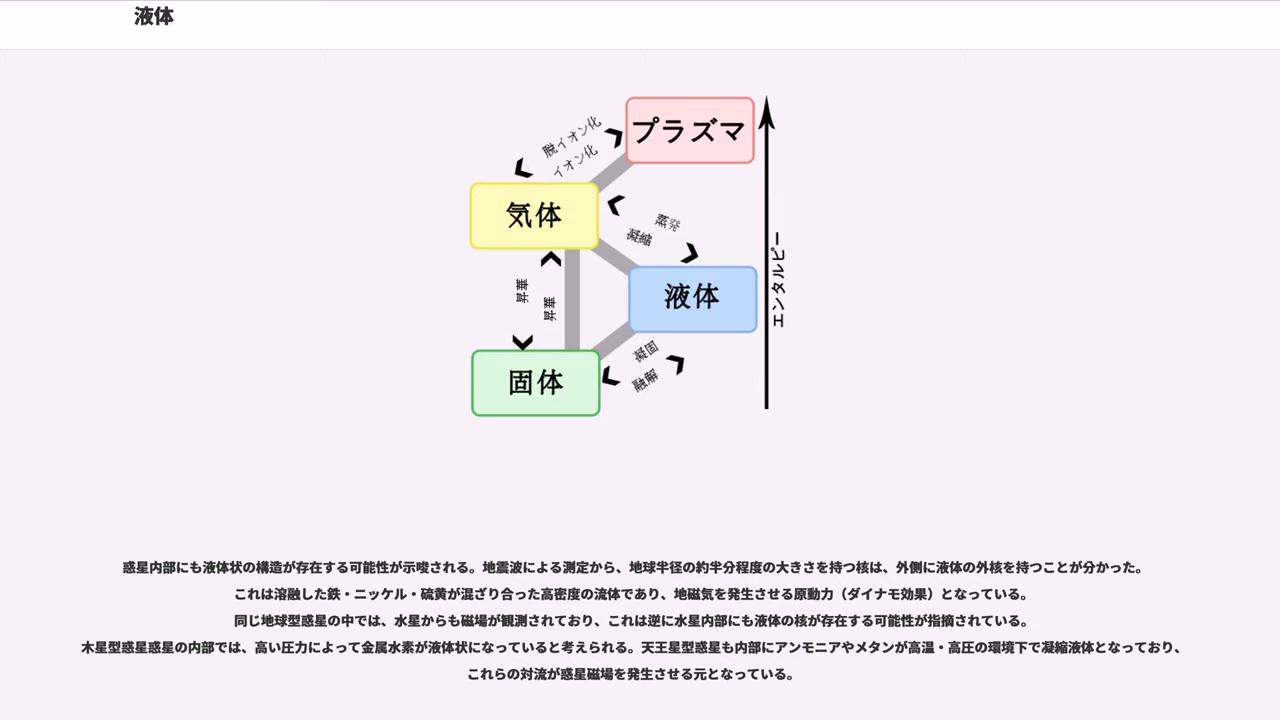 液体
プラズマ
脱イオン化
イオン化
気体
蒸発
凝縮
液体
エンタルピー
昇華
昇華
凝固
融解
固体
惑星内部にも液体状の構造が存在する可能性が示唆される。地震波による測定から、地球半径の約半分程度の大きさを持つ核は、外側に液体の外核を持つことが分かった。
これは溶融した鉄・ニッケル・硫黄が混ざり合った高密度の流体であり、地磁気を発生させる原動力（ダイナモ効果）となっている。
同じ地球型惑星の中では、水星からも磁場が観測されており、これは逆に水星内部にも液体の核が存在する可能性が指摘されている。
木星型惑星惑星の内部では、高い圧力によって金属水素が液体状になっていると考えられる。天王星型惑星も内部にアンモニアやメタンが高温・高圧の環境下で凝縮液体となっており、
これらの対流が惑星磁場を発生させる元となっている。